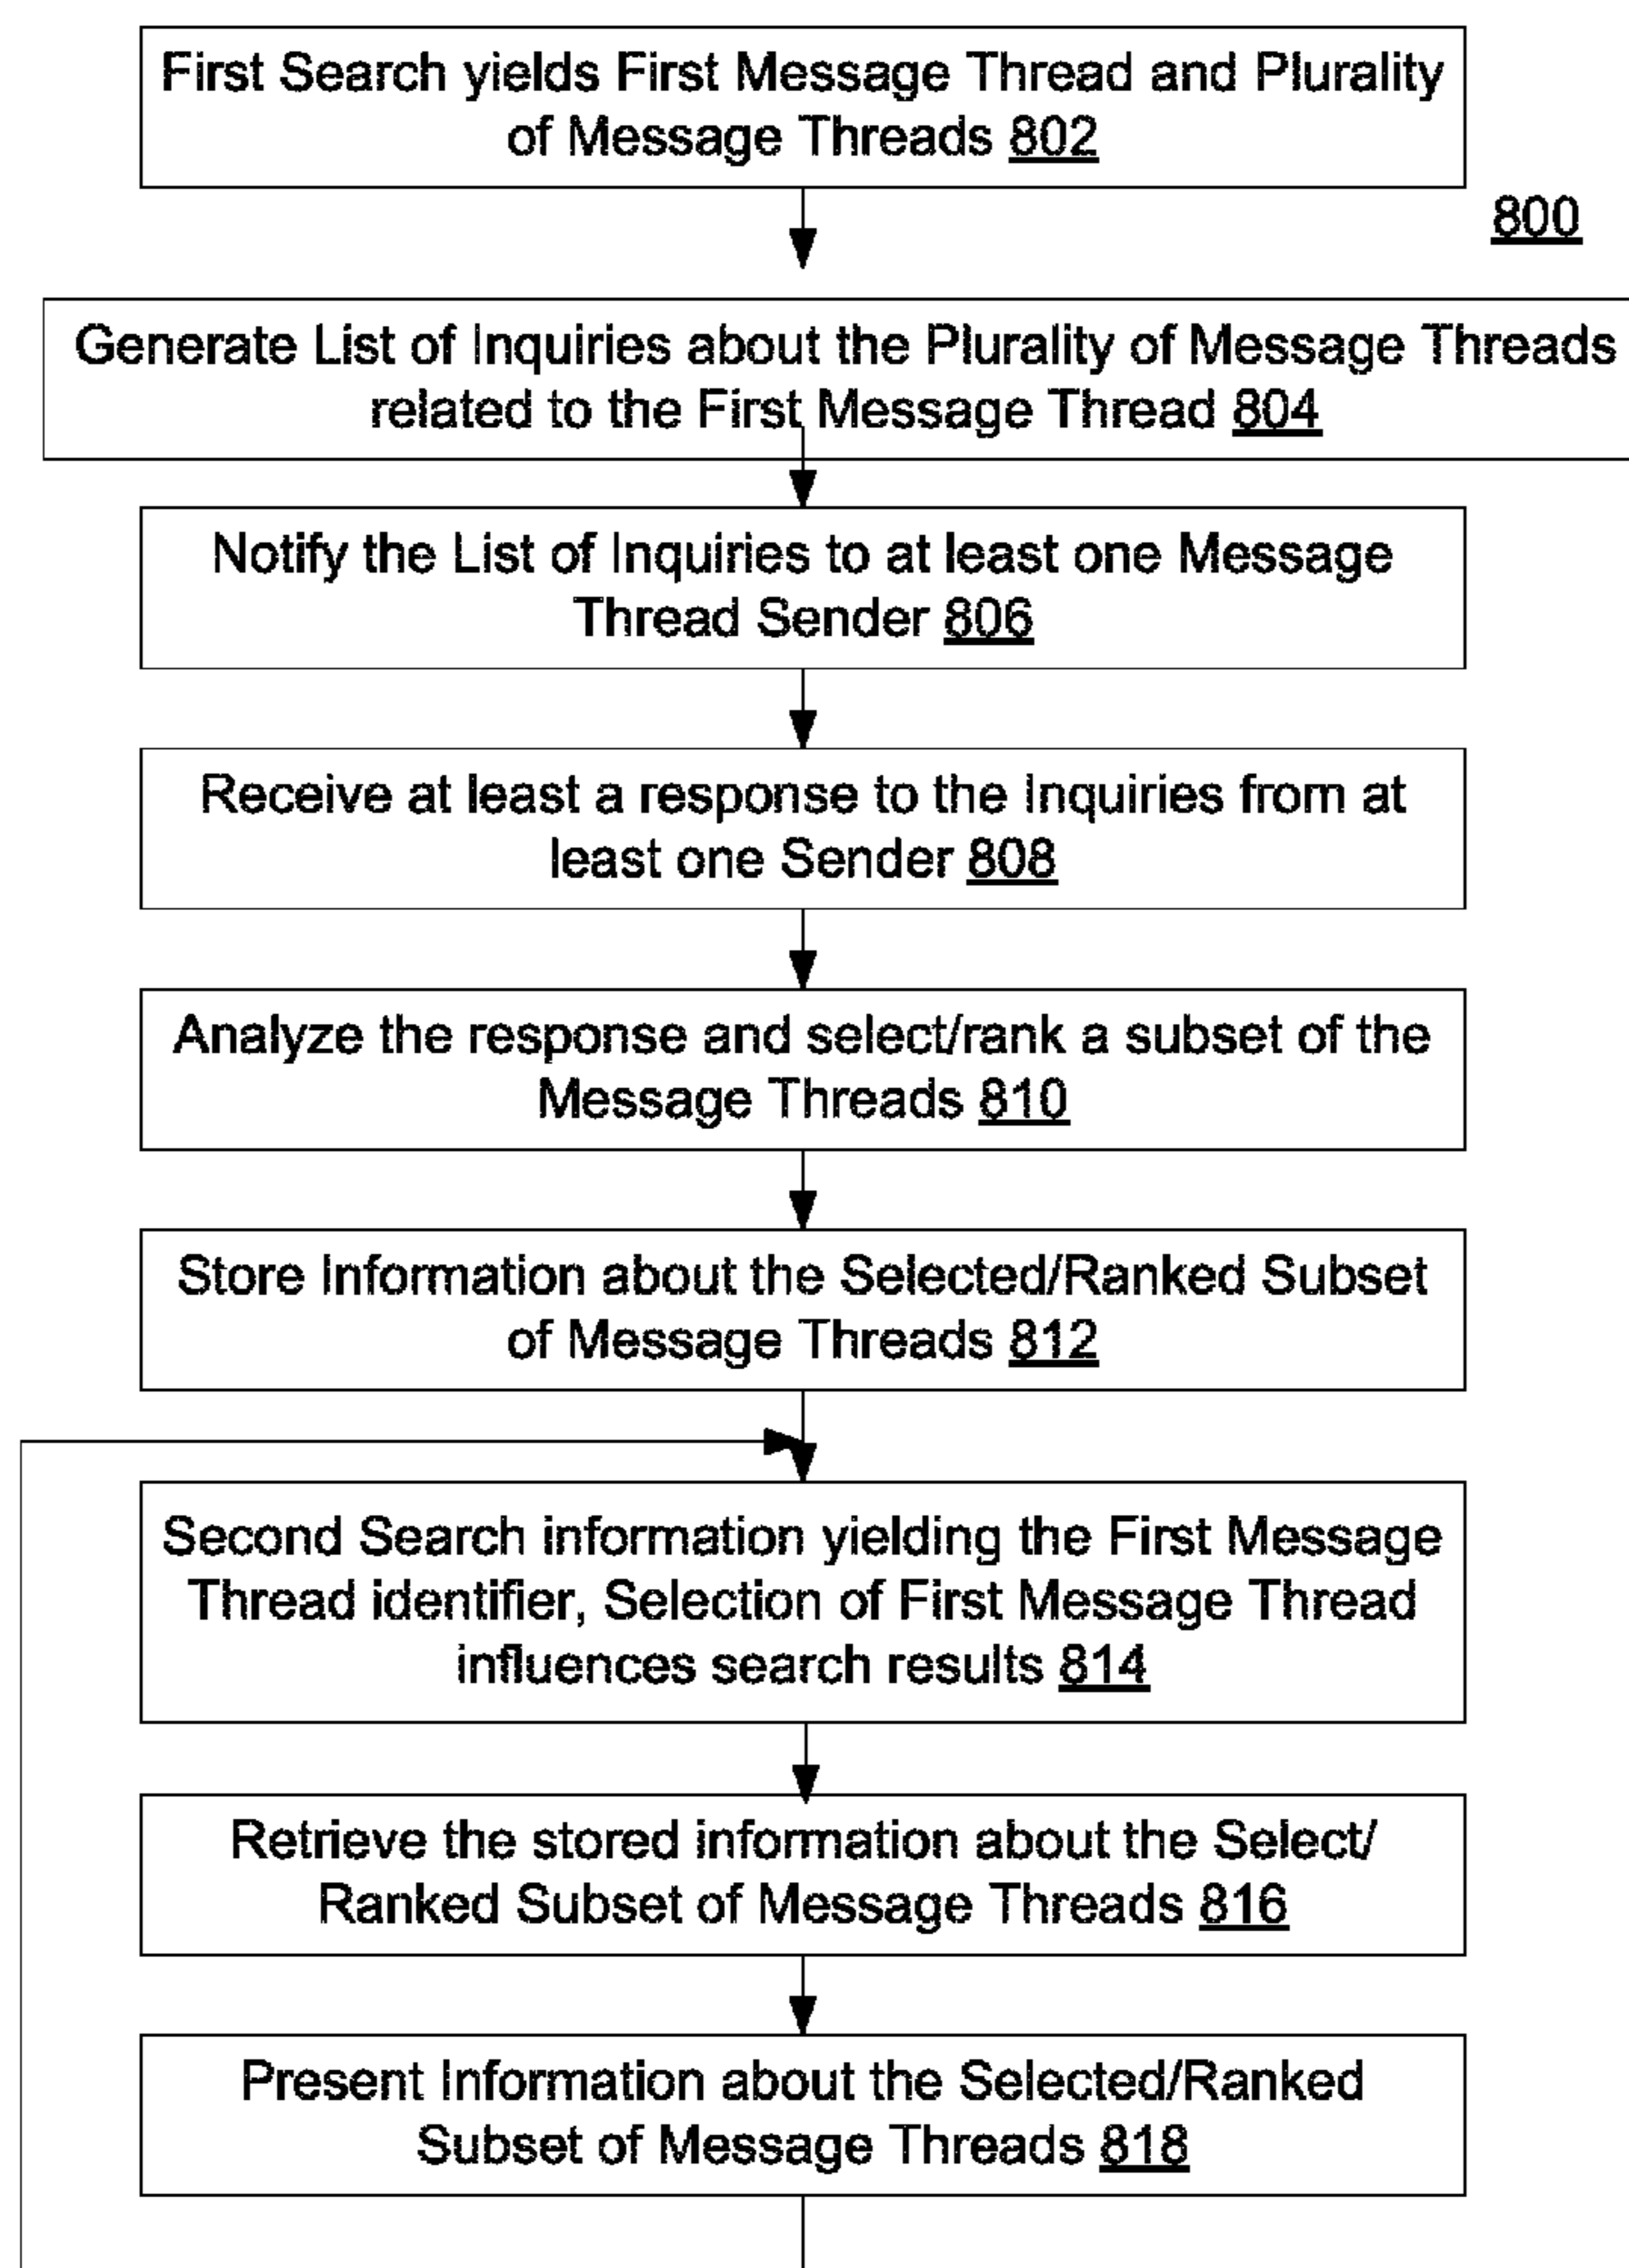 First Search yields First Message Thread and Plurality
of Message Threads 802
800
Generate List of Inquiries about the Plurality of Message Threads
related to the First Message Thread 804
Notify the List of Inquiries to at least one Message
Thread Sender 806
Receive at least a response to the Inquiries from at
least one Sender 808
Analyze the response and select/rank a subset of the
Message Threads 810
Store Information about the Selected/Ranked Subset
of Message Threads 812
Second Search information yielding the First Message
Thread identifier, Selection of First Message Thread
influences search results 814
Retrieve the stored information about the Select/
Ranked Subset of Message Threads 816
Present Information about the Selected/Ranked
Subset of Message Threads 818